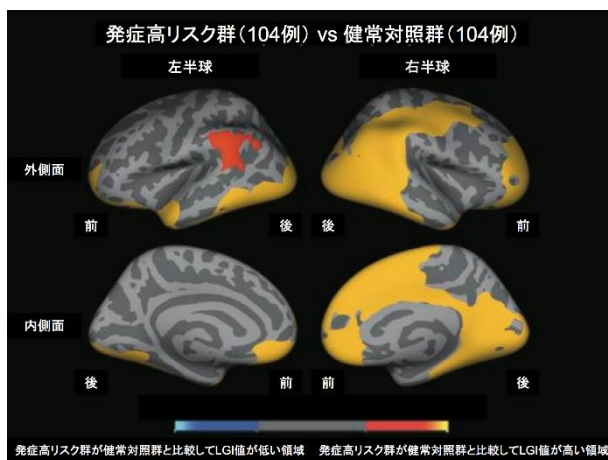 発症高リスク群(104例) vs 健常対照群(104例)
左半球
右半球
外側面
前
後
後
前
内側面
後
前
前
後
発症高リスク群が健常対照群と比較してLGI値が低い領域
発症高リスク群が健常対照群と比較してLGI値が高い領域